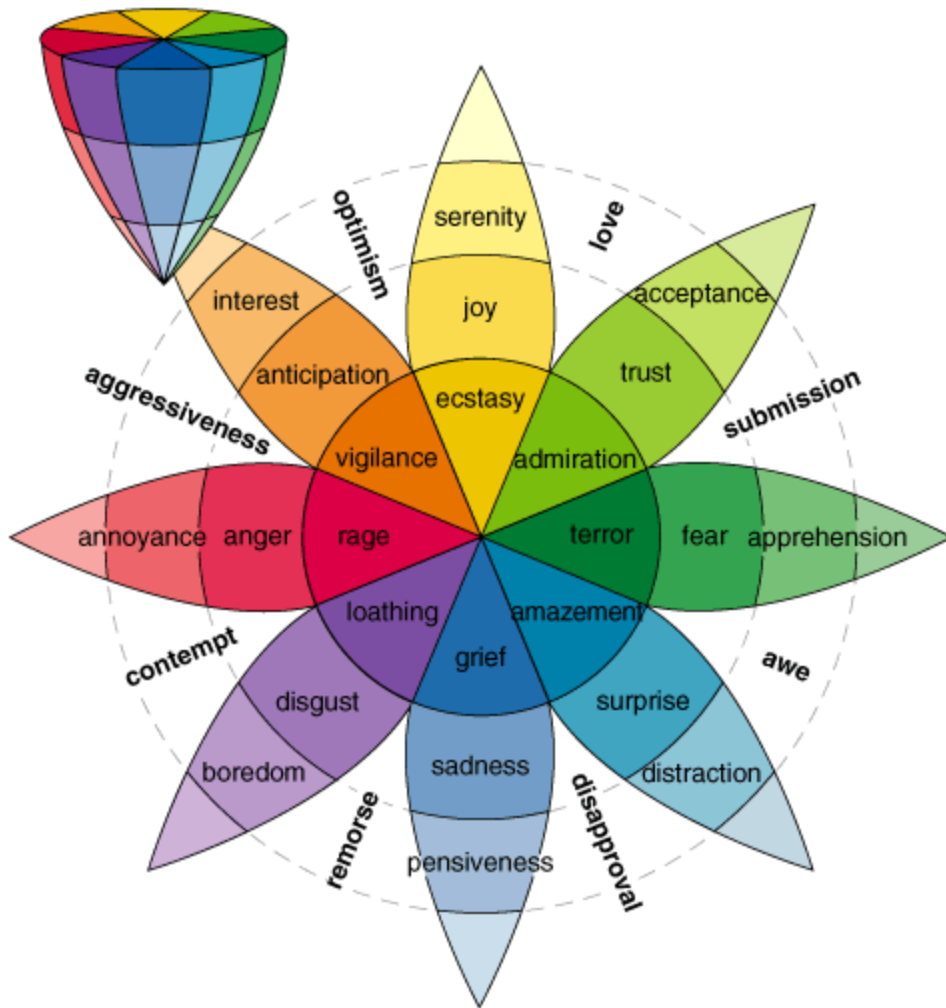 optimism
love
serenity
interest
acceptance
joy
anticipation
trust
aggressiveness
ecstasy
submission
vigilance
admiration
annoyance
anger
rage
terror
fear
apprehension
loathing
amazement
contempt
grief
awe
disgust
surprise
boredom
sadness
distraction
remorse
disapproval
pensiveness